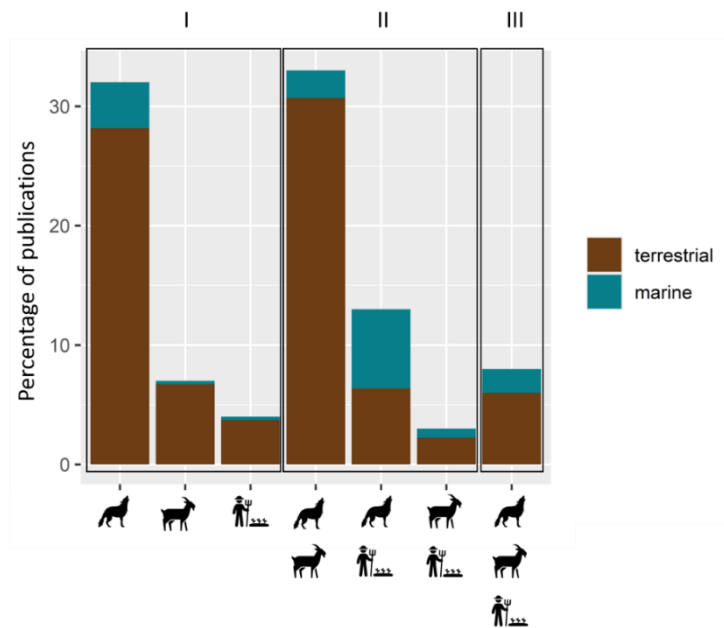 I II III
Percentage of publications
30
20
10
0
terrestrial
marine